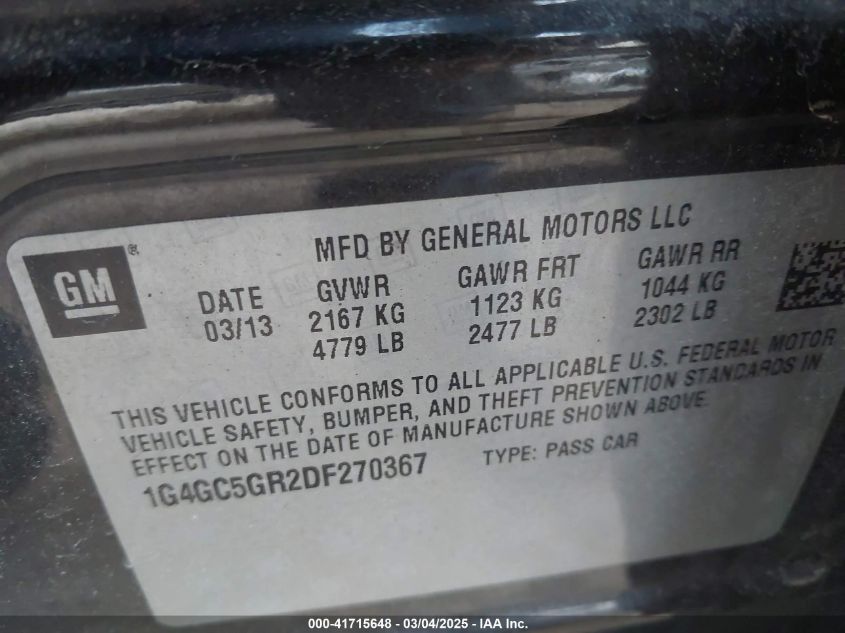 MFD BY GENERAL MOTORS LLC
GM ®
DATE GVWR GAWR FRT GAWR RR
03/13 2167 KG 1123 KG 1044 KG
4779 LB 2477 LB 2302 LB
THIS VEHICLE CONFORMS TO ALL APPLICABLE U.S. FEDERAL MOTOR
VEHICLE SAFETY, BUMPER, AND THEFT PREVENTION STANDARDS IN
EFFECT ON THE DATE OF MANUFACTURE SHOWN ABOVE.
1G4GC5GR2DF270367 TYPE: PASS CAR
000-41715648 - 03/04/2025 - IAA Inc.